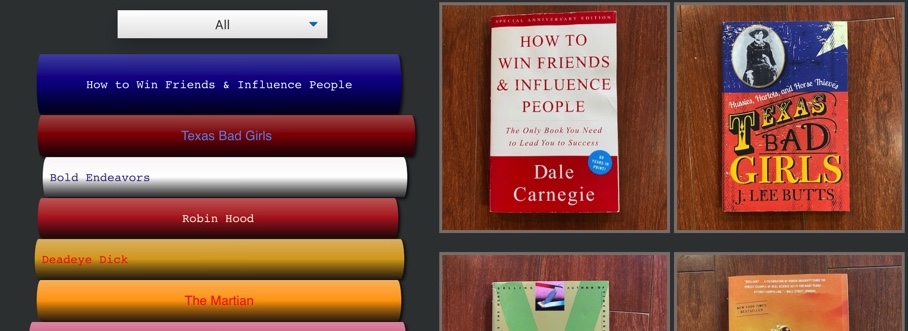 All
How to Win Friends & Influence People
Texas Bad Girls
Bold Endeavors
Robin Hood
Deadeye Dick
The Martian
SPECIAL ANNIVERSARY EDITION
HOW TO
WIN FRIENDS
& INFLUENCE
PEOPLE
The Only Book You Need
to Lead You to Success
Dale
Carnegie
Hussies, Harlots, and Horse Thieves
TEXAS
BAD
GIRLS
J. LEE BUTTS